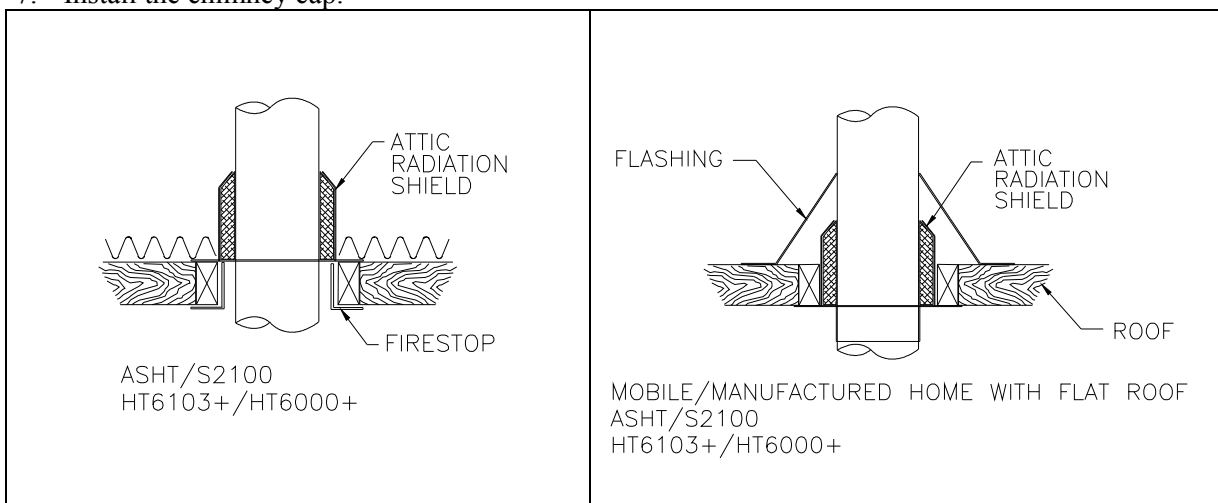 7. Install the chimney cap.
ATTIC
RADIATION
SHIELD
FIRESTOP
ASHT/S2100
HT6103+/HT6000+
FLASHING
ATTIC
RADIATION
SHIELD
ROOF
MOBILE/MANUFACTURED HOME WITH FLAT ROOF
ASHT/S2100
HT6103+/HT6000+